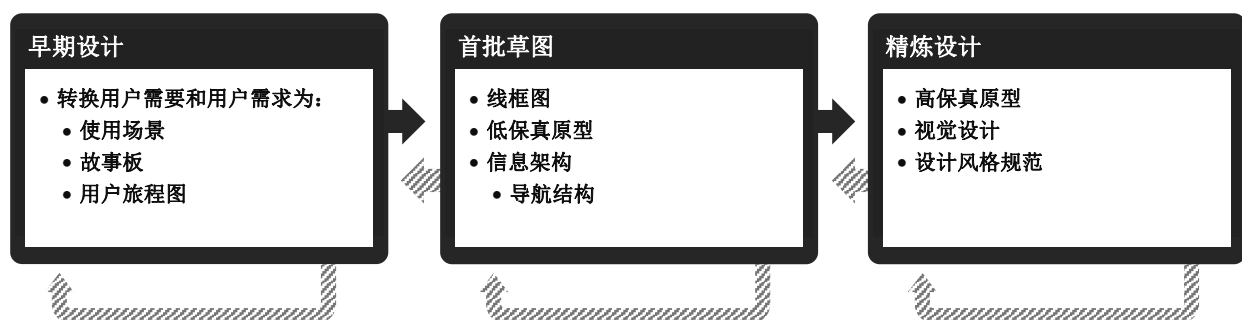 早期设计
• 转换用户需要和用户需求为:
• 使用场景
• 故事板
• 用户旅程图
首批草图
• 线框图
• 低保真原型
• 信息架构
• 导航结构
精炼设计
• 高保真原型
• 视觉设计
• 设计风格规范